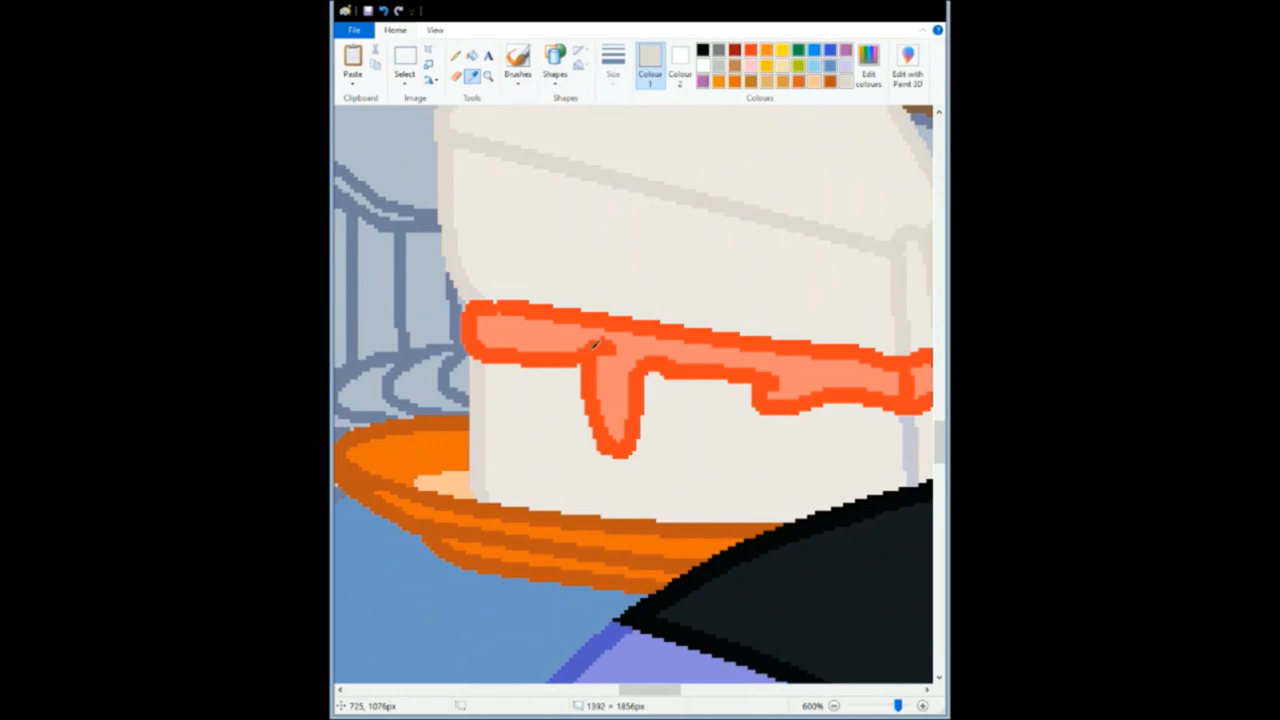 File Home View
Paste Select Brushes Shapes Size Colour 1 Colour 2 Edit colours Edit with Paint 3D
Clipboard Image Tools Shapes Colours
725, 1076px 1392 × 1856px 600%